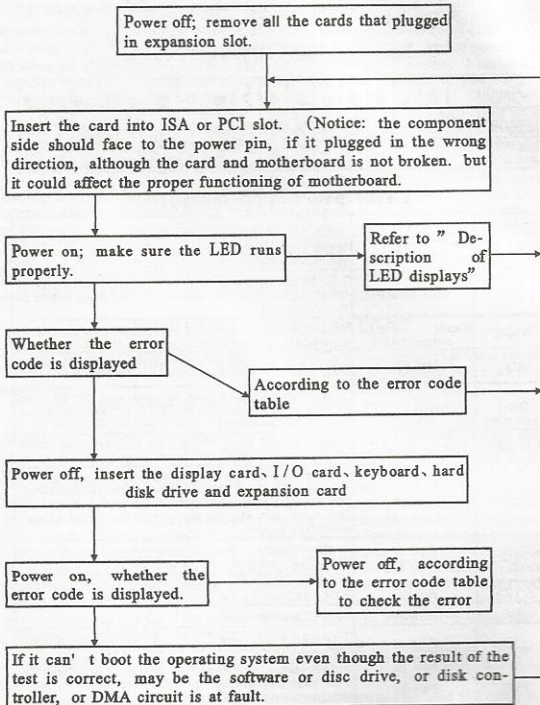 Power off; remove all the cards that plugged
in expansion slot.
Insert the card into ISA or PCI slot. (Notice: the component
side should face to the power pin, if it plugged in the wrong
direction, although the card and motherboard is not broken. but
it could affect the proper functioning of motherboard.
Power on; make sure the LED runs
properly.
Refer to ” De-
scription of
LED displays”
Whether the error
code is displayed
According to the error code
table
Power off, insert the display card、I/O card、keyboard、hard
disk drive and expansion card
Power on, whether the
error code is displayed.
Power off, according
to the error code table
to check the error
If it can' t boot the operating system even though the result of the
test is correct, may be the software or disc drive, or disk con-
troller, or DMA circuit is at fault.